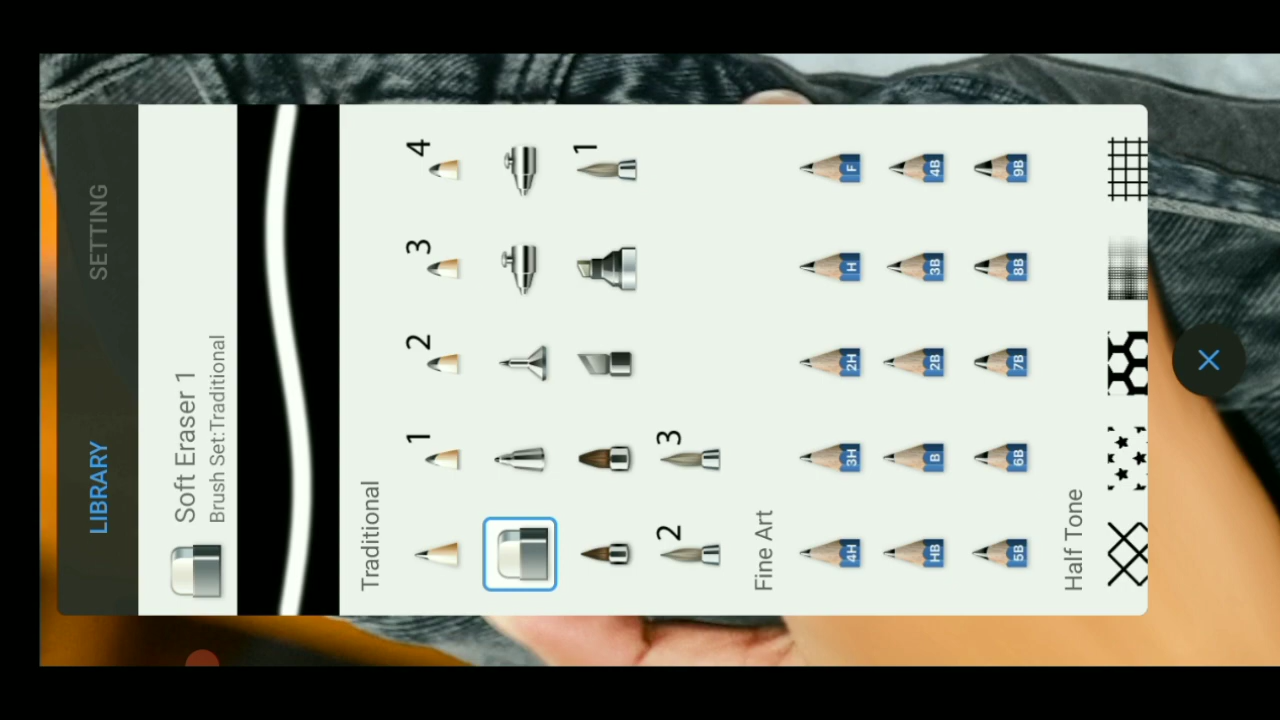 LIBRARY SETTING
Soft Eraser 1
Brush Set:Traditional
Traditional
1 2 3 4
1
2 3
Fine Art
4H 3H 2H H F
HB B 2B 3B 4B
5B 6B 7B 8B 9B
Half Tone